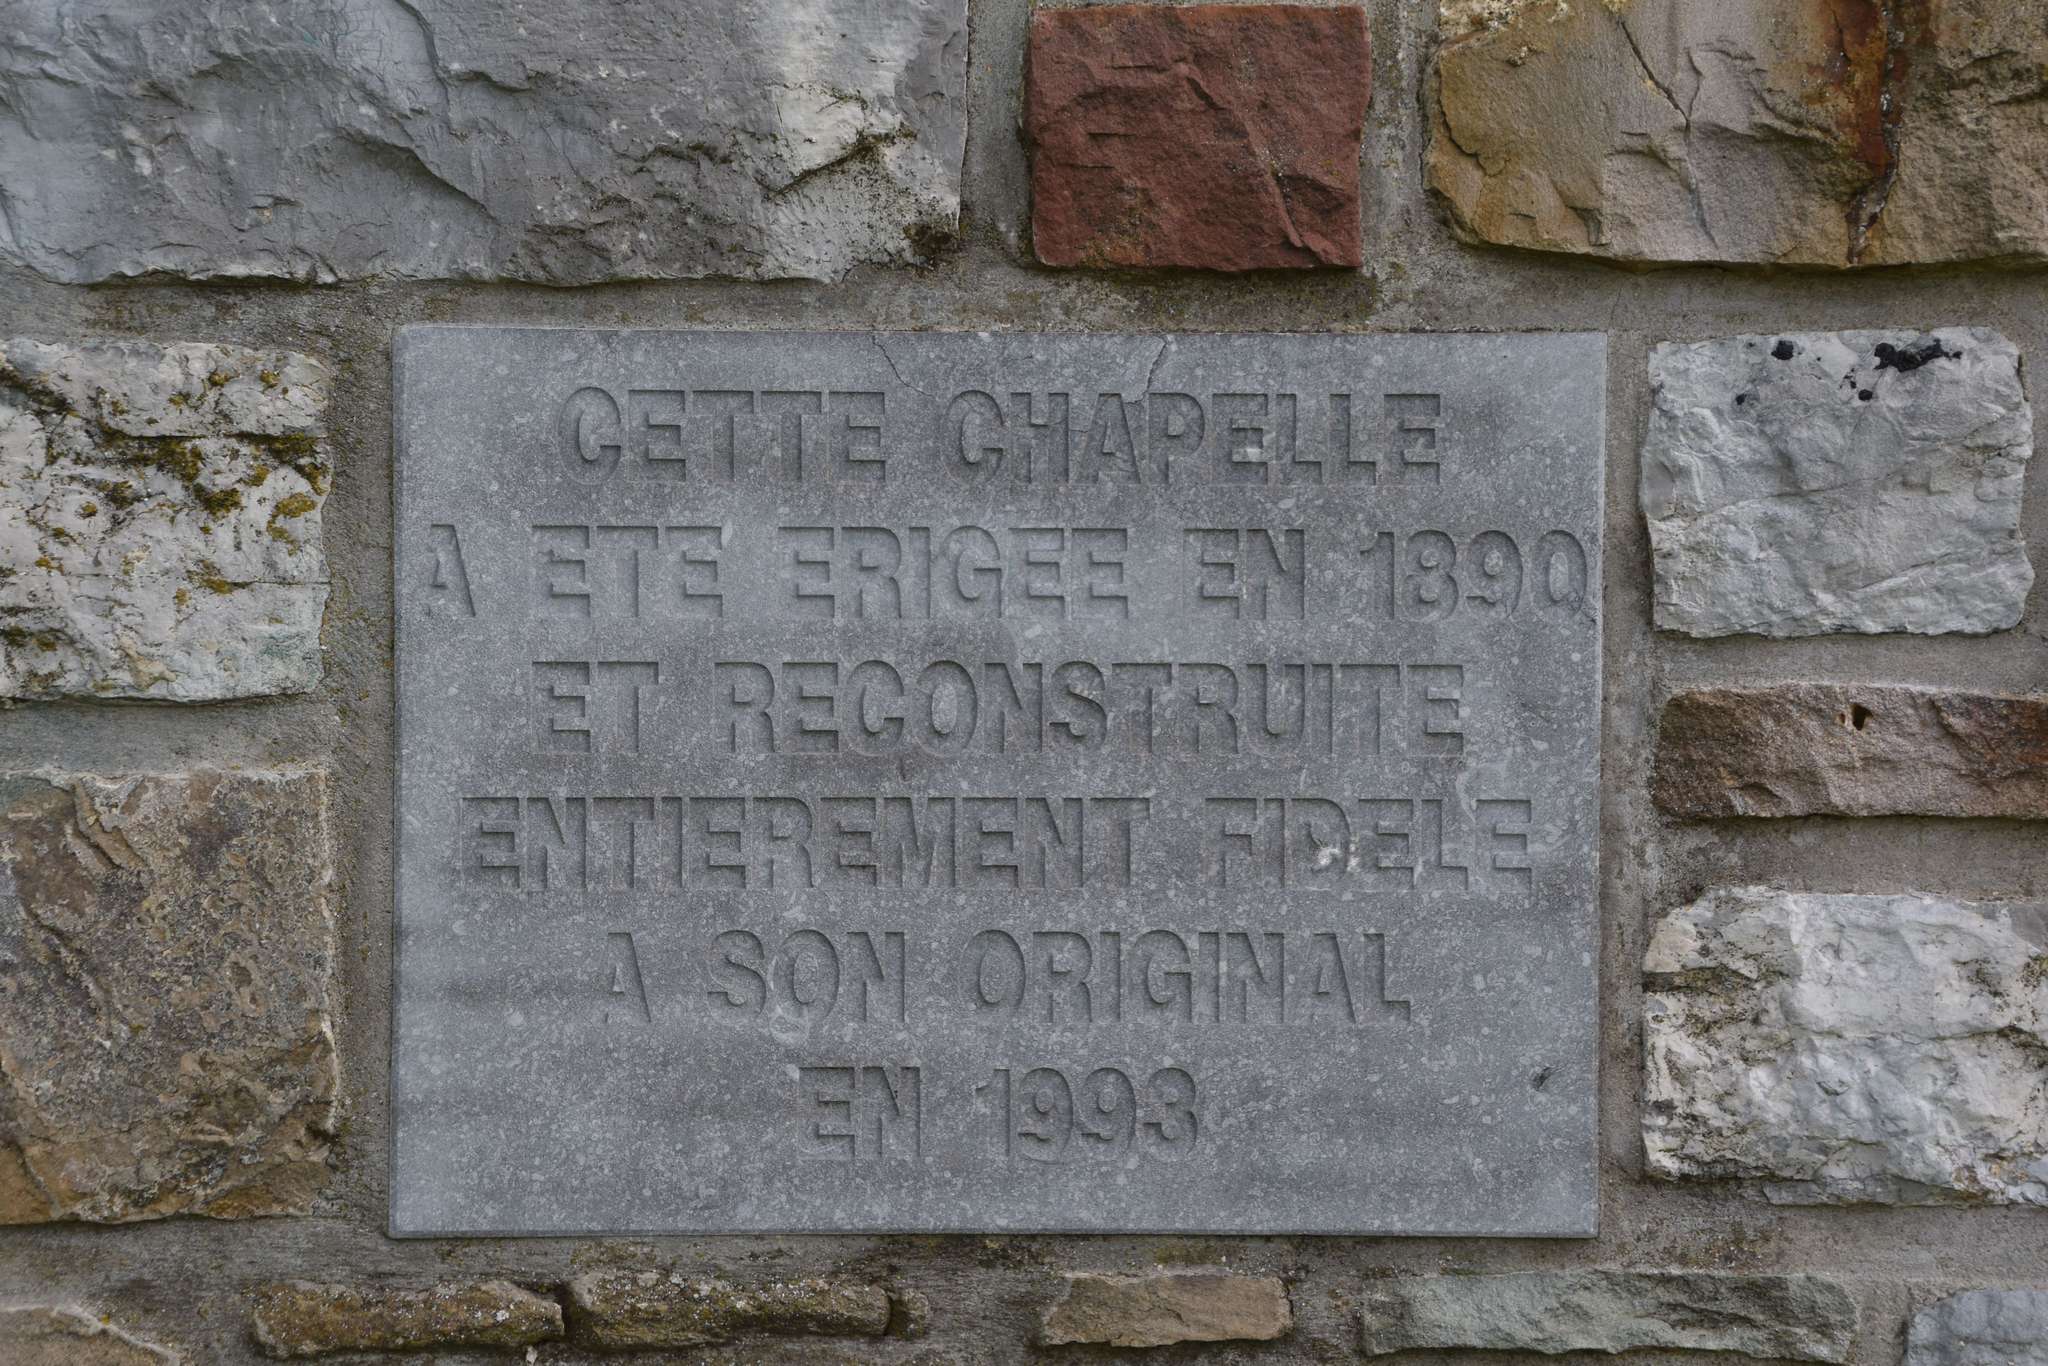 CETTE CHAPELLE
A ETE ERIGEE EN 1890
ET RECONSTRUITE
ENTIEREMENT FIDELE
A SON ORIGINAL
EN 1993